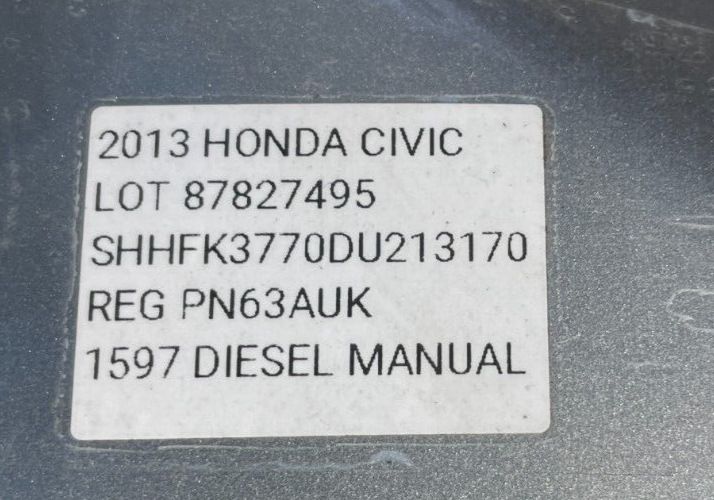 2013 HONDA CIVIC
LOT 87827495
SHHFK3770DU213170
REG PN63AUK
1597 DIESEL MANUAL